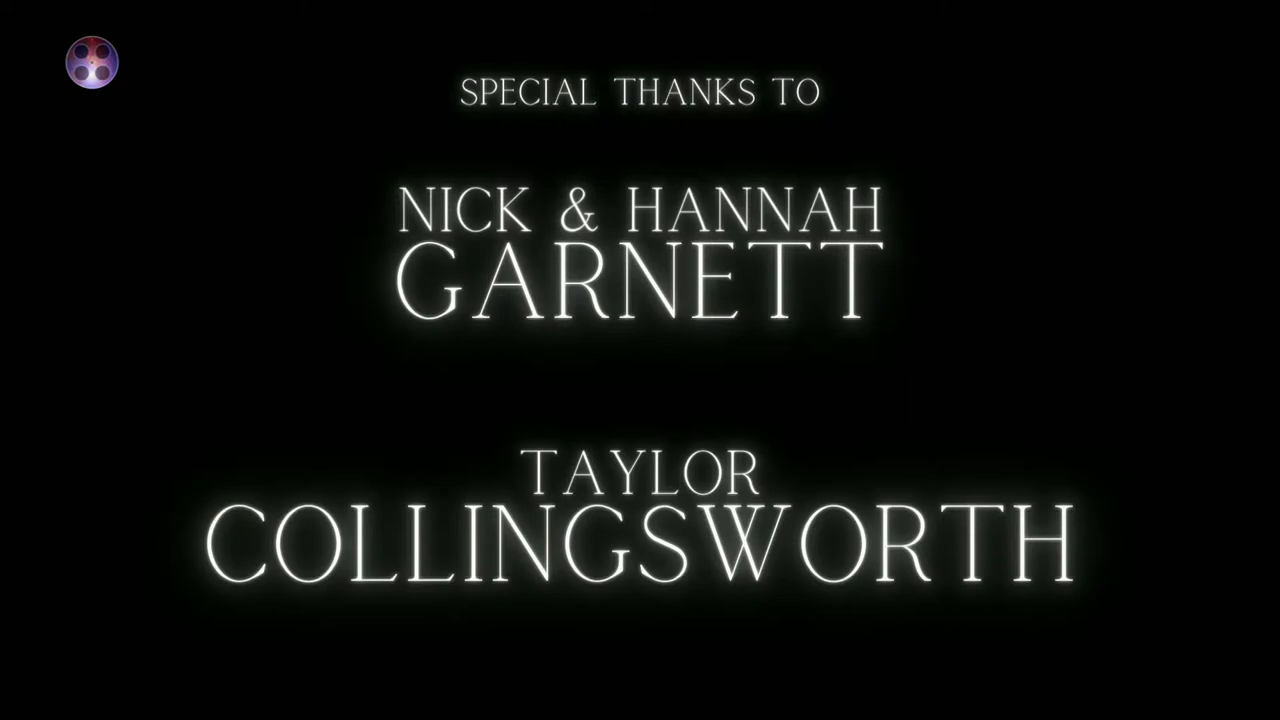 SPECIAL THANKS TO
NICK & HANNAH
GARNETT
TAYLOR
COLLINGSWORTH